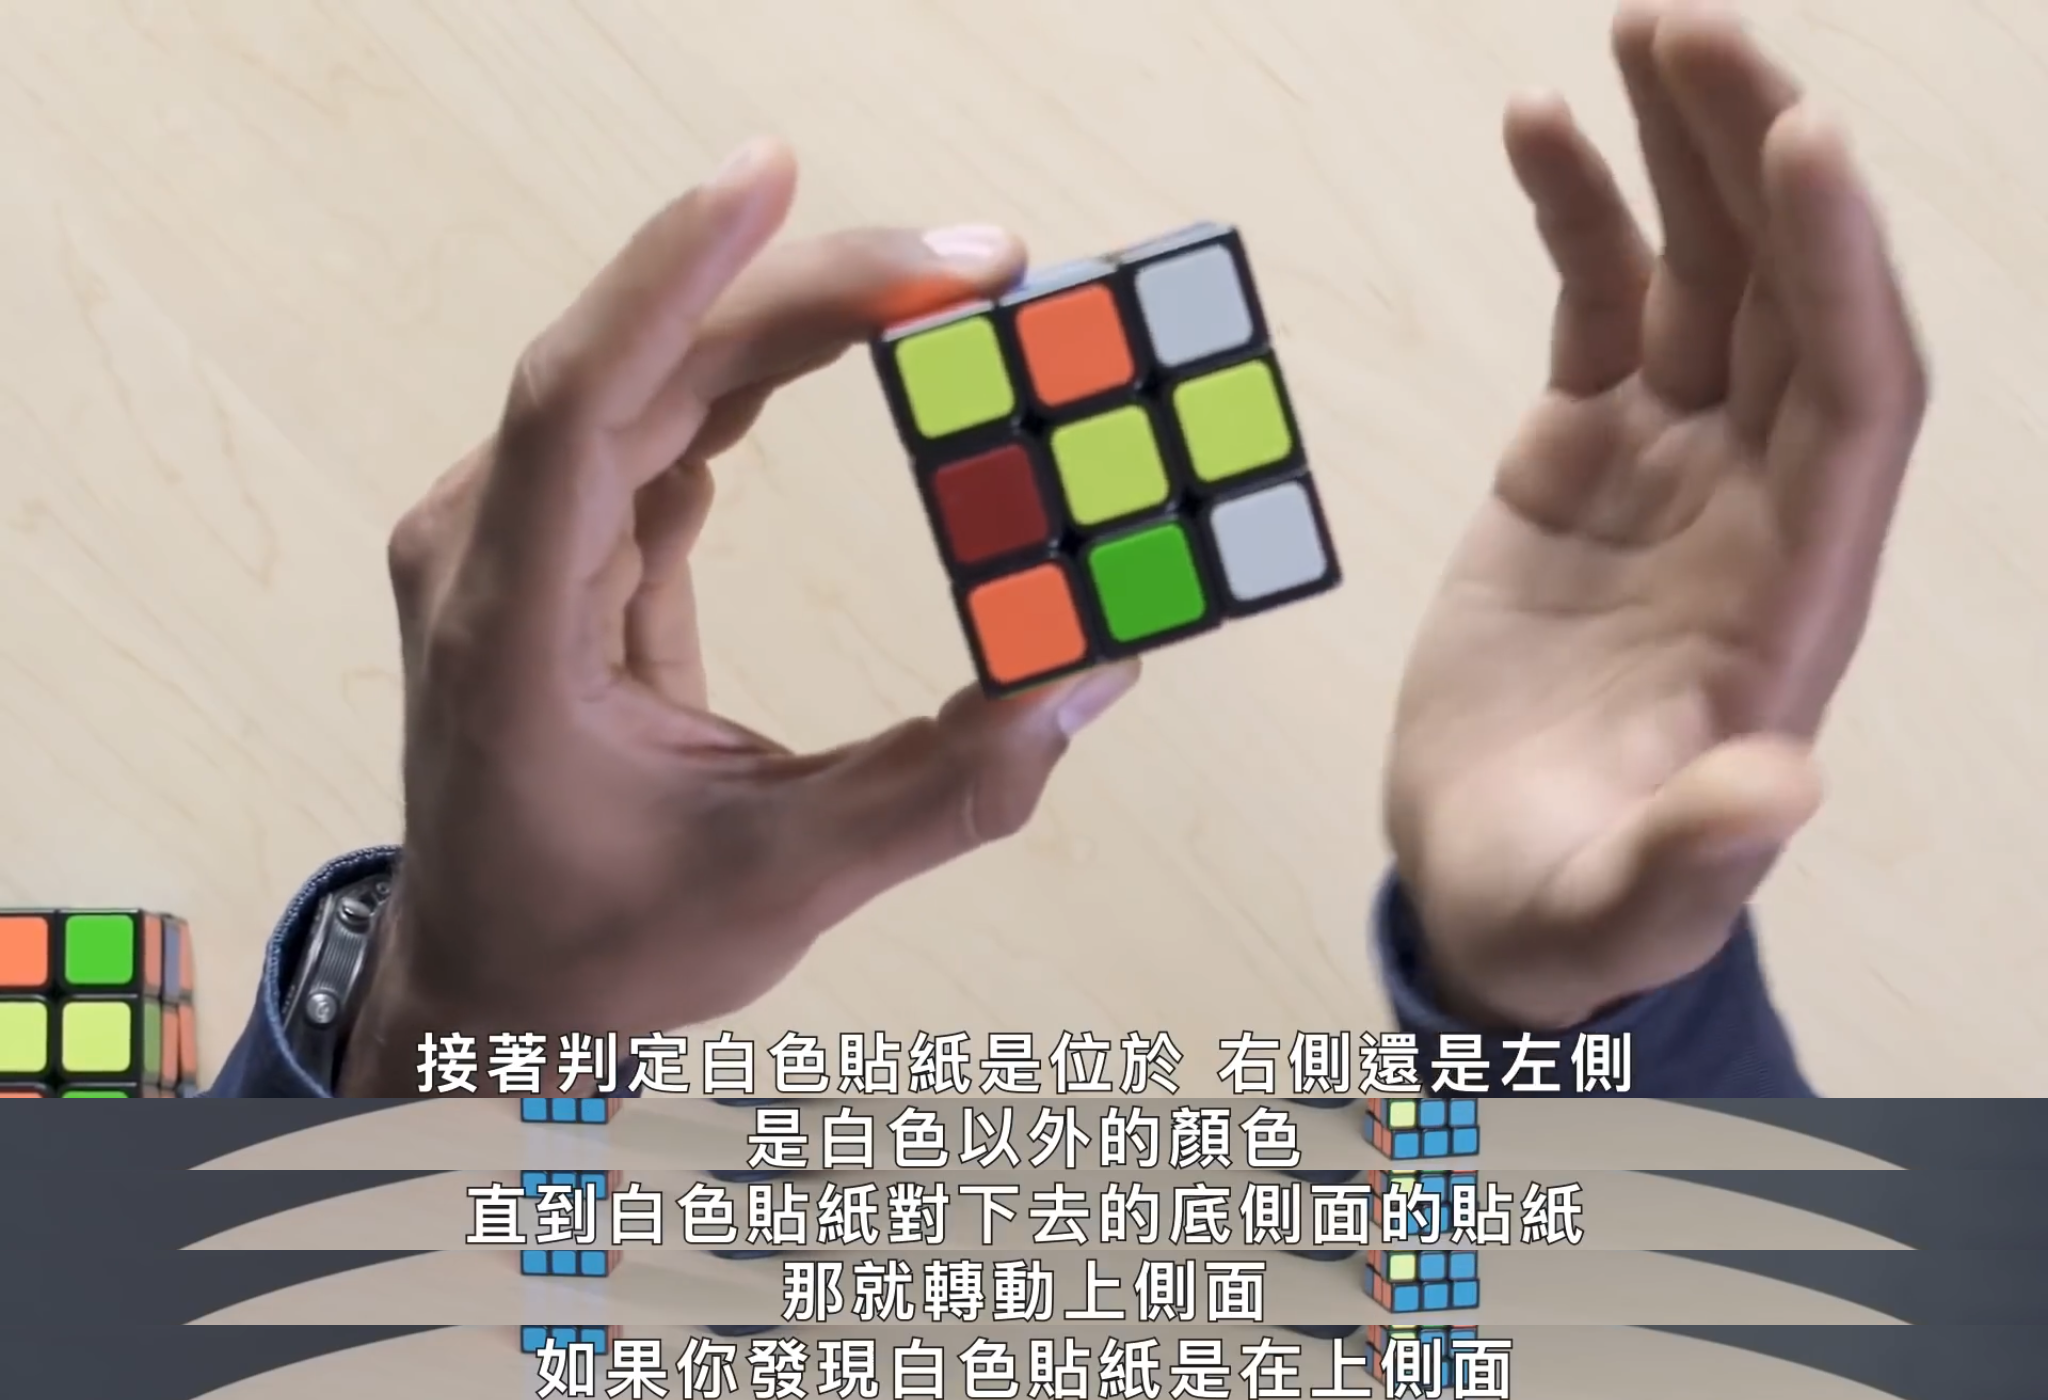 接著判定白色貼紙是位於 右側還是左側
是白色以外的顏色
直到白色貼紙對下去的底側面的貼紙
那就轉動上側面
如果你發現白色貼紙是在上側面